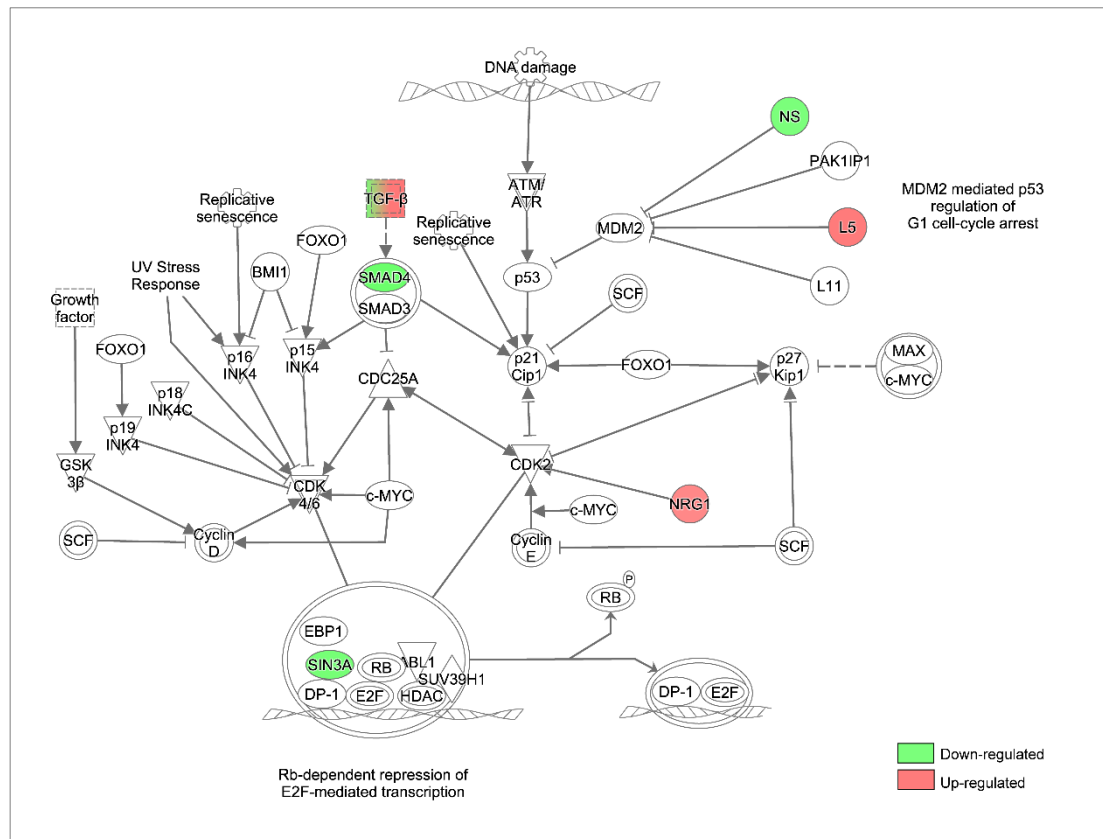 DNA damage
NS
PAK1IP1
ATM/
ATR
MDM2 mediated p53
regulation of
G1 cell-cycle arrest
Replicative
senescence
TGF-β
Replicative
senescence
MDM2
L5
FOXO1
UV Stress
Response
BMI1
SMAD4
p53
L11
SCF
Growth
factor
SMAD3
FOXO1
p16
INK4
p15
INK4
CDC25A
p21
Cip1
FOXO1
p27
Kip1
MAX
c-MYC
p18
INK4C
p19
INK4
GSK
3β
CDK
4/6
c-MYC
CDK2
NRG1
c-MYC
SCF
Cyclin
D
Cyclin
E
SCF
P
RB
EBP1
SIN3A
RB
ABL1
SUV39H1
DP-1
E2F
HDAC
DP-1
E2F
Rb-dependent repression of
E2F-mediated transcription
Down-regulated
Up-regulated